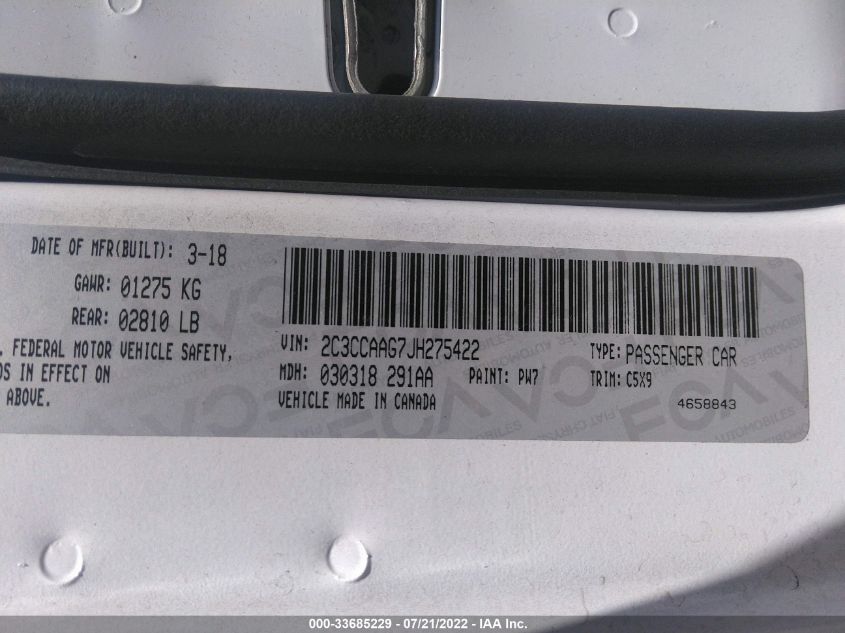 DATE OF MFR(BUILT): 3-18
GAWR: 01275 KG
REAR: 02810 LB
FEDERAL MOTOR VEHICLE SAFETY,
DS IN EFFECT ON
ABOVE.
VIN: 2C3CCAAG7JH275422
TYPE: PASSENGER CAR
MDH: 030318 291AA
PAINT: PW7
TRIM: C5X9
VEHICLE MADE IN CANADA
4658843
000-33685229 - 07/21/2022 - IAA Inc.